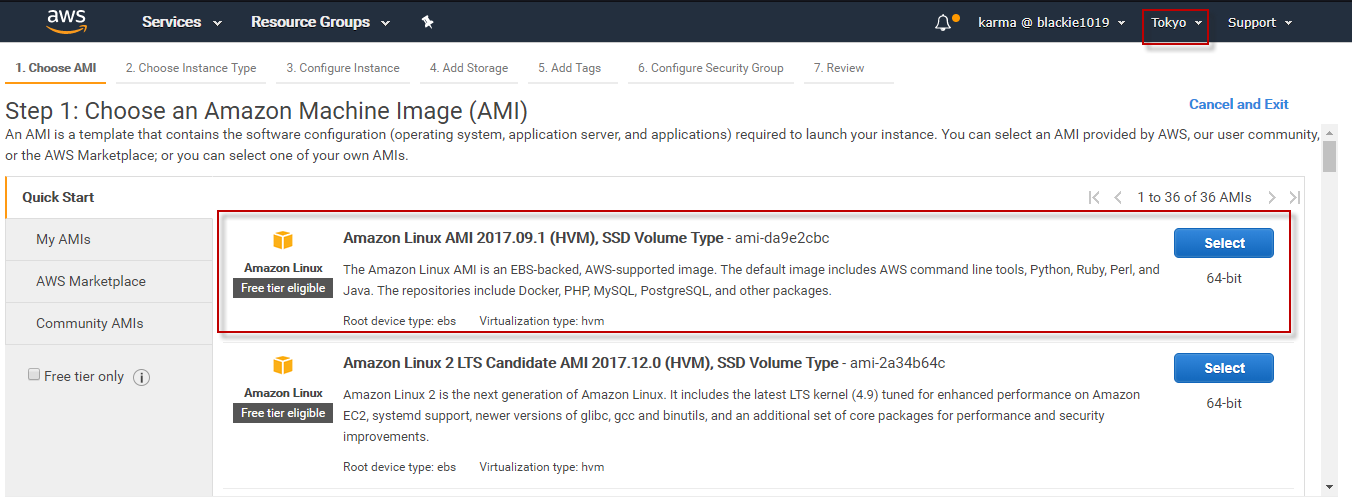 aws Services Resource Groups karma @ blackie1019 Tokyo Support
1. Choose AMI 2. Choose Instance Type 3. Configure Instance 4. Add Storage 5. Add Tags 6. Configure Security Group 7. Review
Step 1: Choose an Amazon Machine Image (AMI)
Cancel and Exit
An AMI is a template that contains the software configuration (operating system, application server, and applications) required to launch your instance. You can select an AMI provided by AWS, our user community,
or the AWS Marketplace; or you can select one of your own AMIs.
Quick Start
My AMIs
AWS Marketplace
Community AMIs
Free tier only i
1 to 36 of 36 AMIs
Amazon Linux
Free tier eligible
Amazon Linux AMI 2017.09.1 (HVM), SSD Volume Type - ami-da9e2cbc
The Amazon Linux AMI is an EBS-backed, AWS-supported image. The default image includes AWS command line tools, Python, Ruby, Perl, and
Java. The repositories include Docker, PHP, MySQL, PostgreSQL, and other packages.
Root device type: ebs Virtualization type: hvm
Select
64-bit
Amazon Linux
Free tier eligible
Amazon Linux 2 LTS Candidate AMI 2017.12.0 (HVM), SSD Volume Type - ami-2a34b64c
Amazon Linux 2 is the next generation of Amazon Linux. It includes the latest LTS kernel (4.9) tuned for enhanced performance on Amazon
EC2, systemd support, newer versions of glibc, gcc and binutils, and an additional set of core packages for performance and security
improvements.
Root device type: ebs Virtualization type: hvm
Select
64-bit